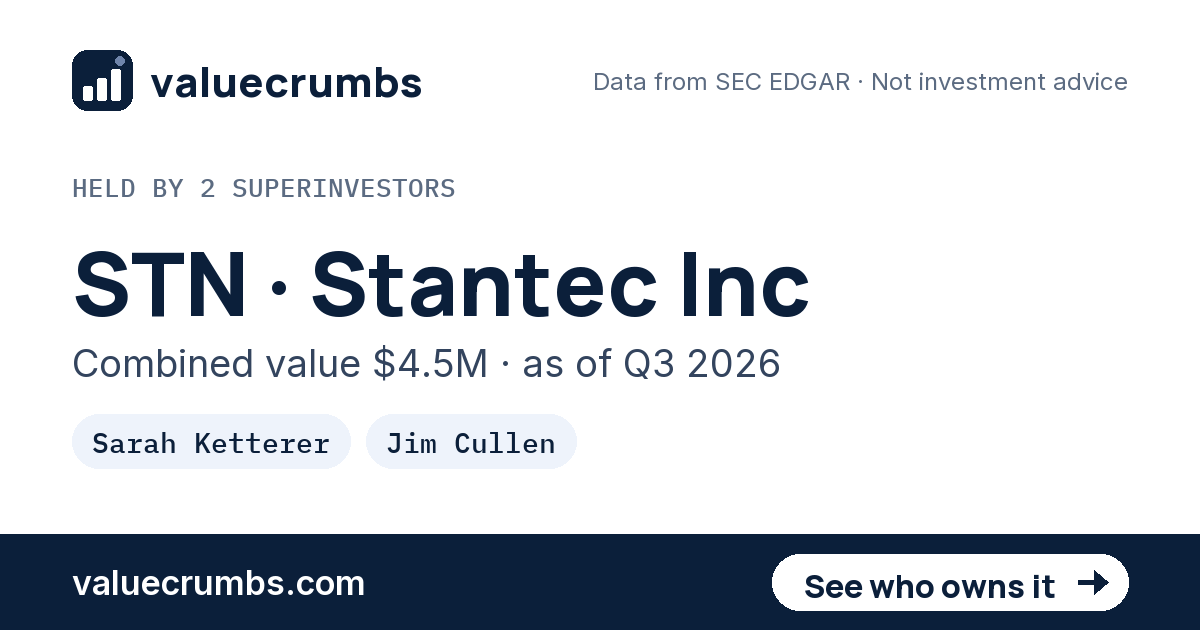 valuecrumbs
Data from SEC EDGAR · Not investment advice
HELD BY 2 SUPERINVESTORS
STN · Stantec Inc
Combined value $4.5M · as of Q3 2026
Sarah Ketterer
Jim Cullen
valuecrumbs.com
See who owns it →